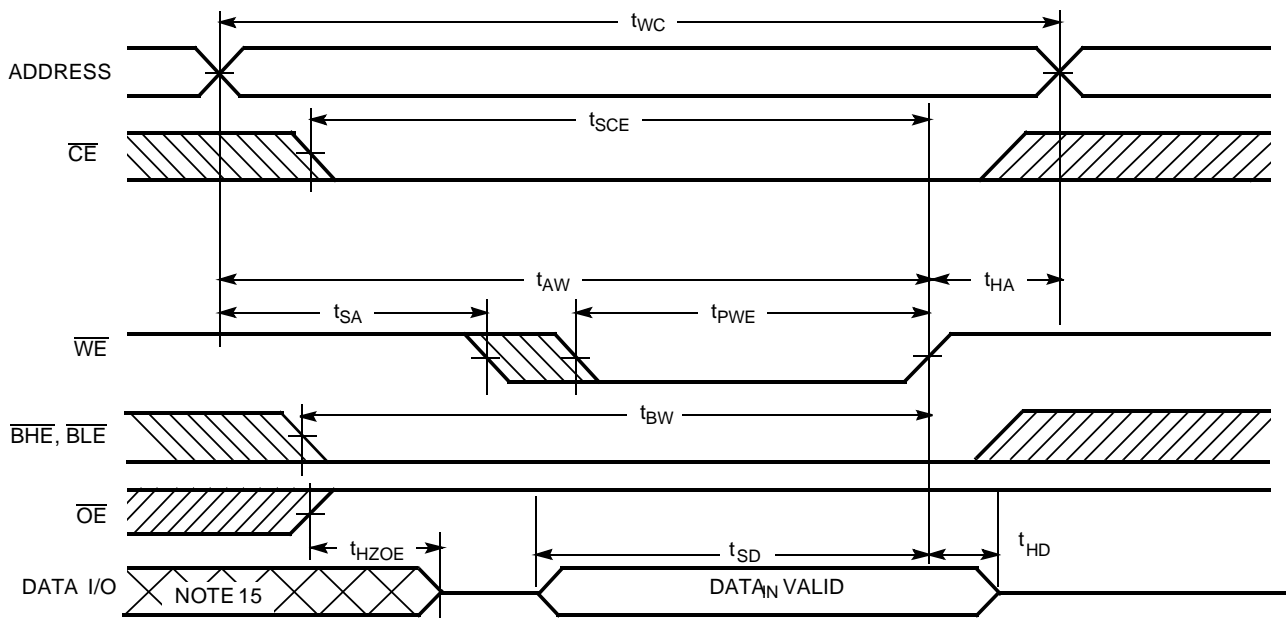 tWC
ADDRESS
tSCE
CE
tAW
tHA
tSA
tPWE
WE
tBW
BHE, BLE
OE
tHZOE
tSD
tHD
DATA I/O
NOTE 15
DATAIN VALID